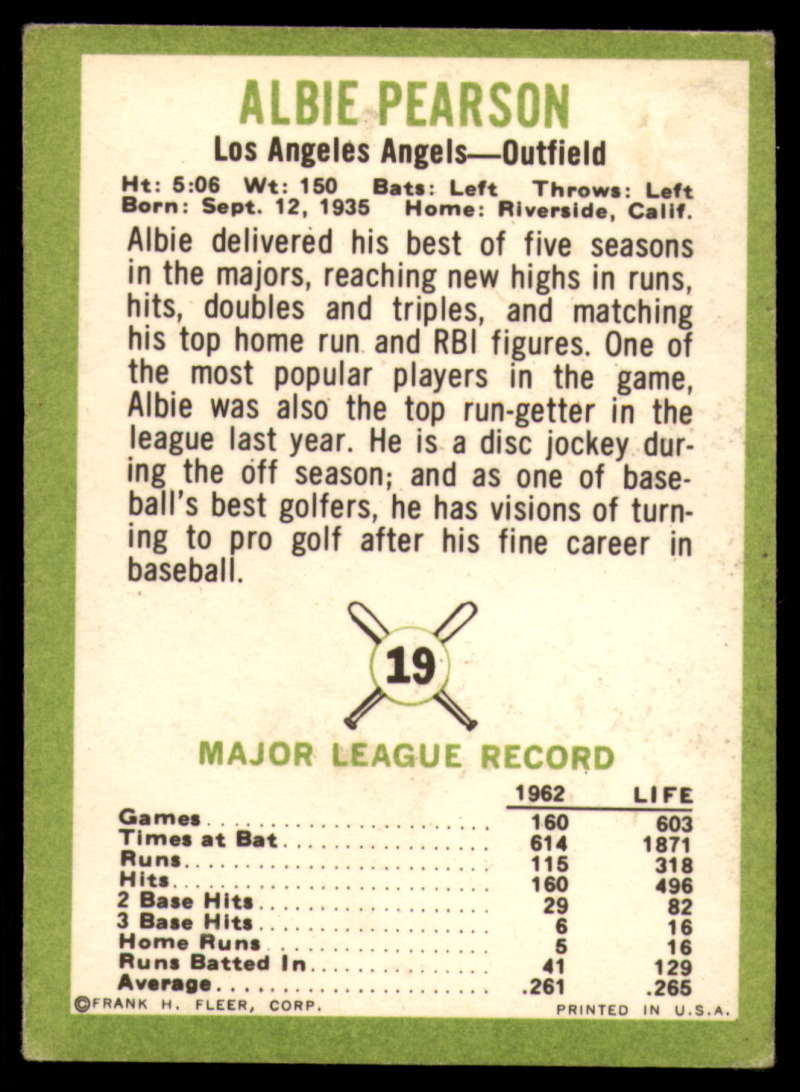 ALBIE PEARSON
Los Angeles Angels—Outfield
Ht: 5:06 Wt: 150 Bats: Left Throws: Left
Born: Sept. 12, 1935 Home: Riverside, Calif.
Albie delivered his best of five seasons
in the majors, reaching new highs in runs,
hits, doubles and triples, and matching
his top home run and RBI figures. One of
the most popular players in the game,
Albie was also the top run-getter in the
league last year. He is a disc jockey dur-
ing the off season; and as one of base-
ball's best golfers, he has visions of turn-
ing to pro golf after his fine career in
baseball.
19
MAJOR LEAGUE RECORD
1962 LIFE
Games 160 603
Times at Bat 614 1871
Runs 115 318
Hits 160 496
2 Base Hits 29 82
3 Base Hits 6 16
Home Runs 5 16
Runs Batted In 41 129
Average .261 .265
©FRANK H. FLEER, CORP. PRINTED IN U.S.A.